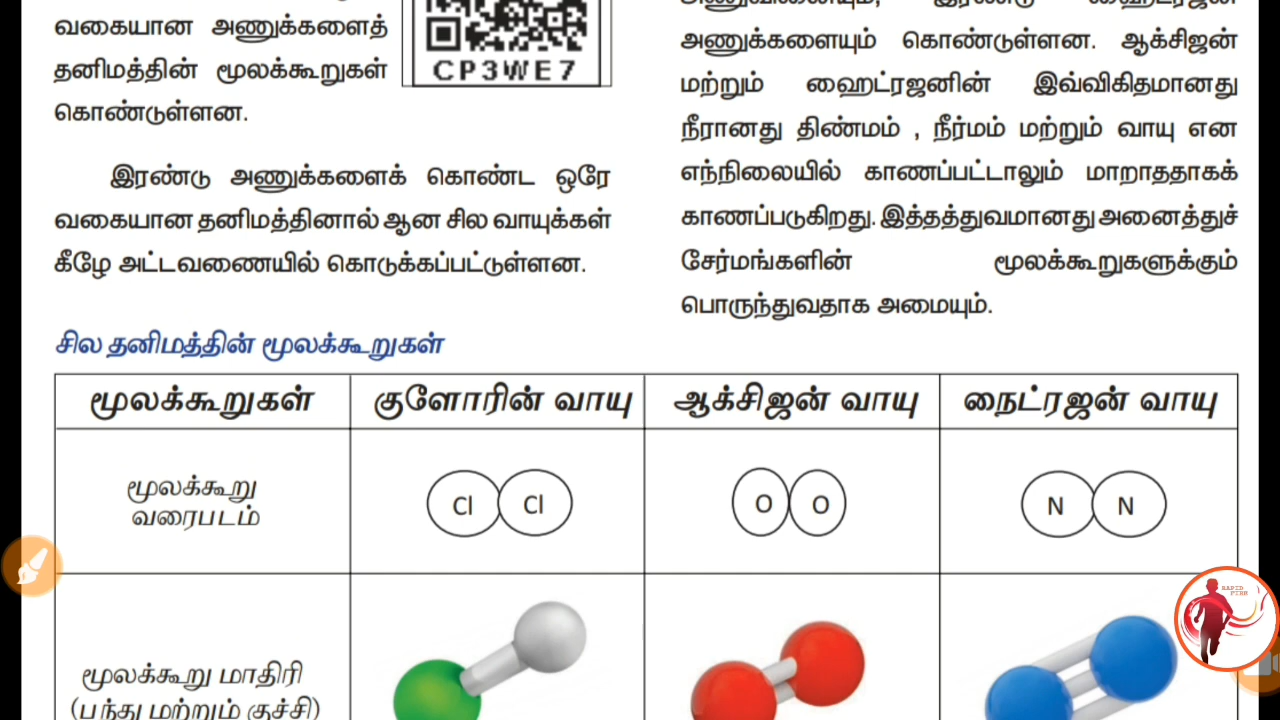 வகையான அணுக்களைத்
தனிமத்தின் மூலக்கூறுகள்
கொண்டுள்ளன.
CP3WE7
இரண்டு அணுக்களைக் கொண்ட ஒரே
வகையான தனிமத்தினால் ஆன சில வாயுக்கள்
கீழே அட்டவணையில் கொடுக்கப்பட்டுள்ளன.
அணுக்களையும் கொண்டுள்ளன. ஆக்சிஜன்
மற்றும் ஹைட்ரஜனின் இவ்விகிதமானது
நீரானது திண்மம் , நீர்மம் மற்றும் வாயு என
எந்நிலையில் காணப்பட்டாலும் மாறாததாகக்
காணப்படுகிறது. இத்தத்துவமானது அனைத்துச்
சேர்மங்களின் மூலக்கூறுகளுக்கும்
பொருந்துவதாக அமையும்.
சில தனிமத்தின் மூலக்கூறுகள்
மூலக்கூறுகள் குளோரின் வாயு ஆக்சிஜன் வாயு நைட்ரஜன் வாயு
மூலக்கூறு
வரைபடம்
Cl Cl O O N N
மூலக்கூறு மாதிரி
(பந்து மற்றும் குச்சி)
RAPID